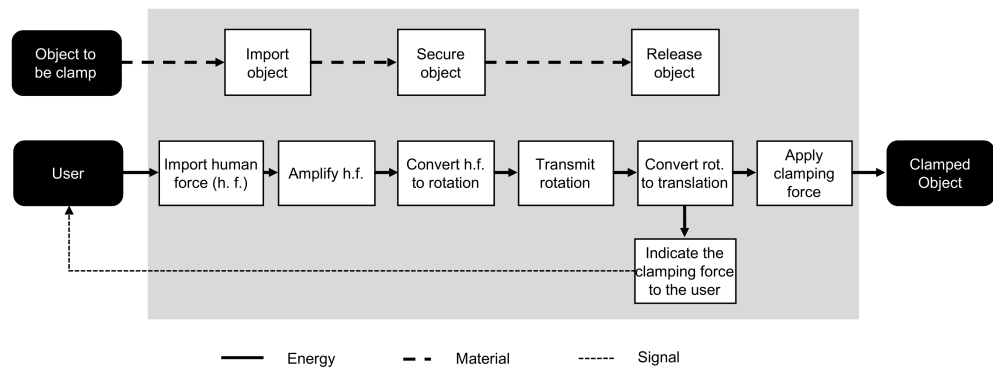 Object to
be clamp
Import
object
Secure
object
Release
object
User
Import human
force (h. f.)
Amplify h.f.
Convert h.f.
to rotation
Transmit
rotation
Convert rot.
to translation
Apply
clamping
force
Clamped
Object
Indicate the
clamping force
to the user
Energy
Material
Signal